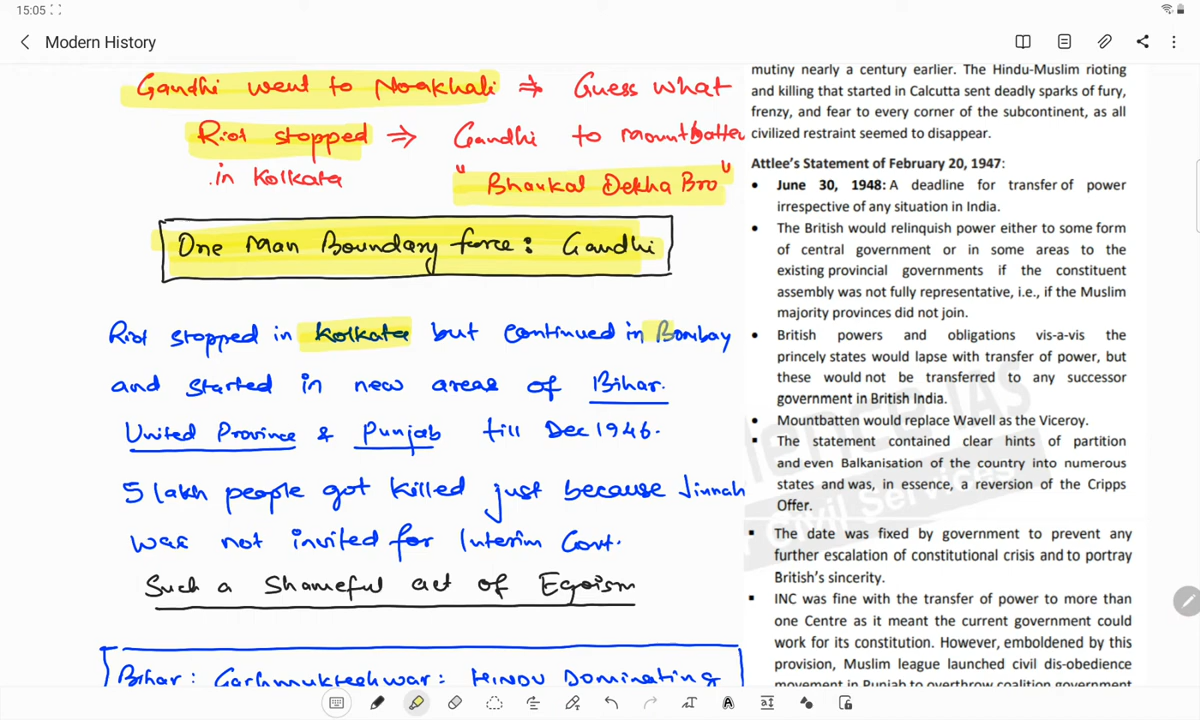 15:05
Modern History
Gandhi went to Noakhali ⇒ Guess what
Riot stopped ⇒ Gandhi to mountbatten
in Kolkata "Bhaukal Dekha Bro"
One Man Boundary force: Gandhi
Riot stopped in Kolkata but continued in Bombay
and started in new areas of Bihar.
United Province & Punjab till Dec 1946.
5 lakh people got killed just because Jinnah
was not invited for Interim Govt.
Such a Shameful act of Egoism
Bihar: Garhmukteshwar: HINDU Dominating
mutiny nearly a century earlier. The Hindu-Muslim rioting
and killing that started in Calcutta sent deadly sparks of fury,
frenzy, and fear to every corner of the subcontinent, as all
civilized restraint seemed to disappear.
Attlee's Statement of February 20, 1947:
• June 30, 1948: A deadline for transfer of power
irrespective of any situation in India.
• The British would relinquish power either to some form
of central government or in some areas to the
existing provincial governments if the constituent
assembly was not fully representative, i.e., if the Muslim
majority provinces did not join.
• British powers and obligations vis-a-vis the
princely states would lapse with transfer of power, but
these would not be transferred to any successor
government in British India.
• Mountbatten would replace Wavell as the Viceroy.
▪ The statement contained clear hints of partition
and even Balkanisation of the country into numerous
states and was, in essence, a reversion of the Cripps
Offer.
▪ The date was fixed by government to prevent any
further escalation of constitutional crisis and to portray
British's sincerity.
▪ INC was fine with the transfer of power to more than
one Centre as it meant the current government could
work for its constitution. However, emboldened by this
provision, Muslim league launched civil dis-obedience
movement in Punjab to overthrow coalition government